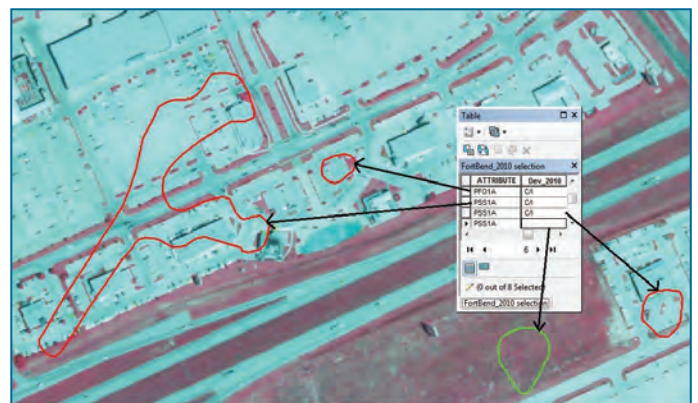 Table
FortBend_2010 selection
ATTRIBUTE Dev_2010
PFO1A C/I
PSS1A C/I
PSS1A C/I
PSS1A
6
(0 out of 8 Selected)
FortBend_2010 selection